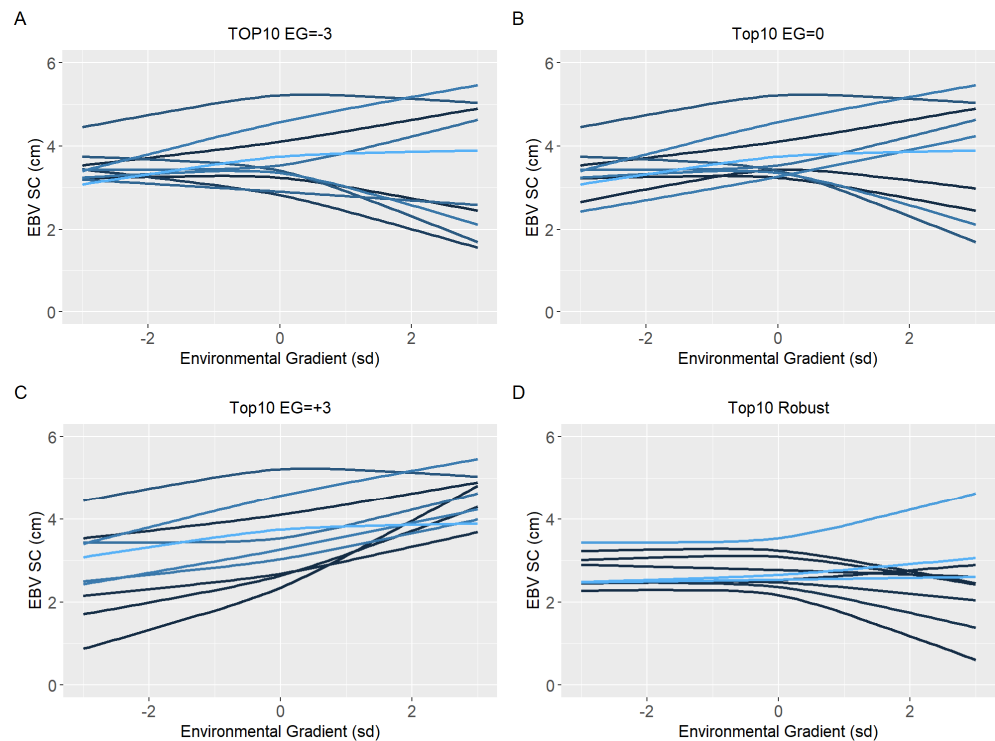 A
TOP10 EG=-3
EBV SC (cm)
6
4
2
0
-2
0
2
Environmental Gradient (sd)
B
Top10 EG=0
EBV SC (cm)
6
4
2
0
-2
0
2
Environmental Gradient (sd)
C
Top10 EG=+3
EBV SC (cm)
6
4
2
0
-2
0
2
Environmental Gradient (sd)
D
Top10 Robust
EBV SC (cm)
6
4
2
0
-2
0
2
Environmental Gradient (sd)